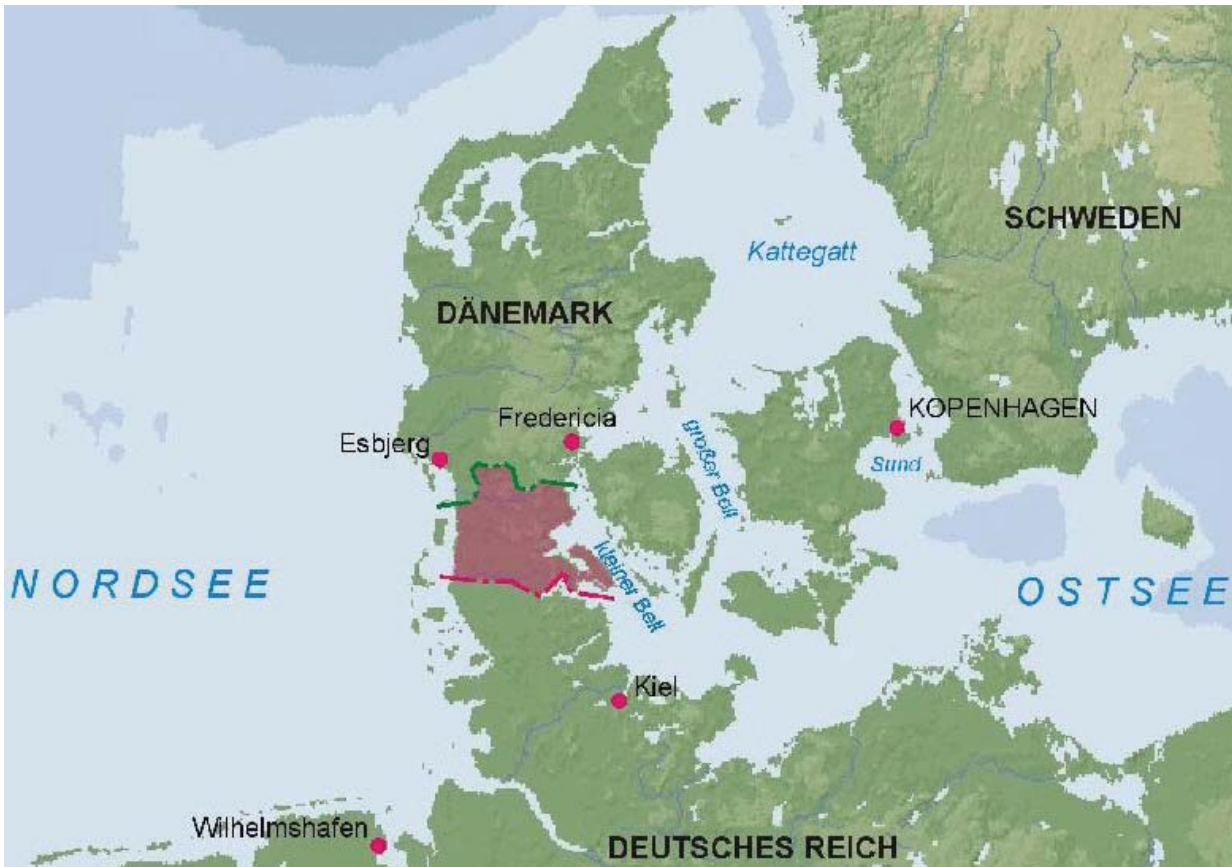 SCHWEDEN
Kattegatt
DÄNEMARK
Fredericia
KOPENHAGEN
Esbjerg
großer Belt
Sund
kleiner Belt
NORDSEE
OSTSEE
Kiel
Wilhelmshafen
DEUTSCHES REICH